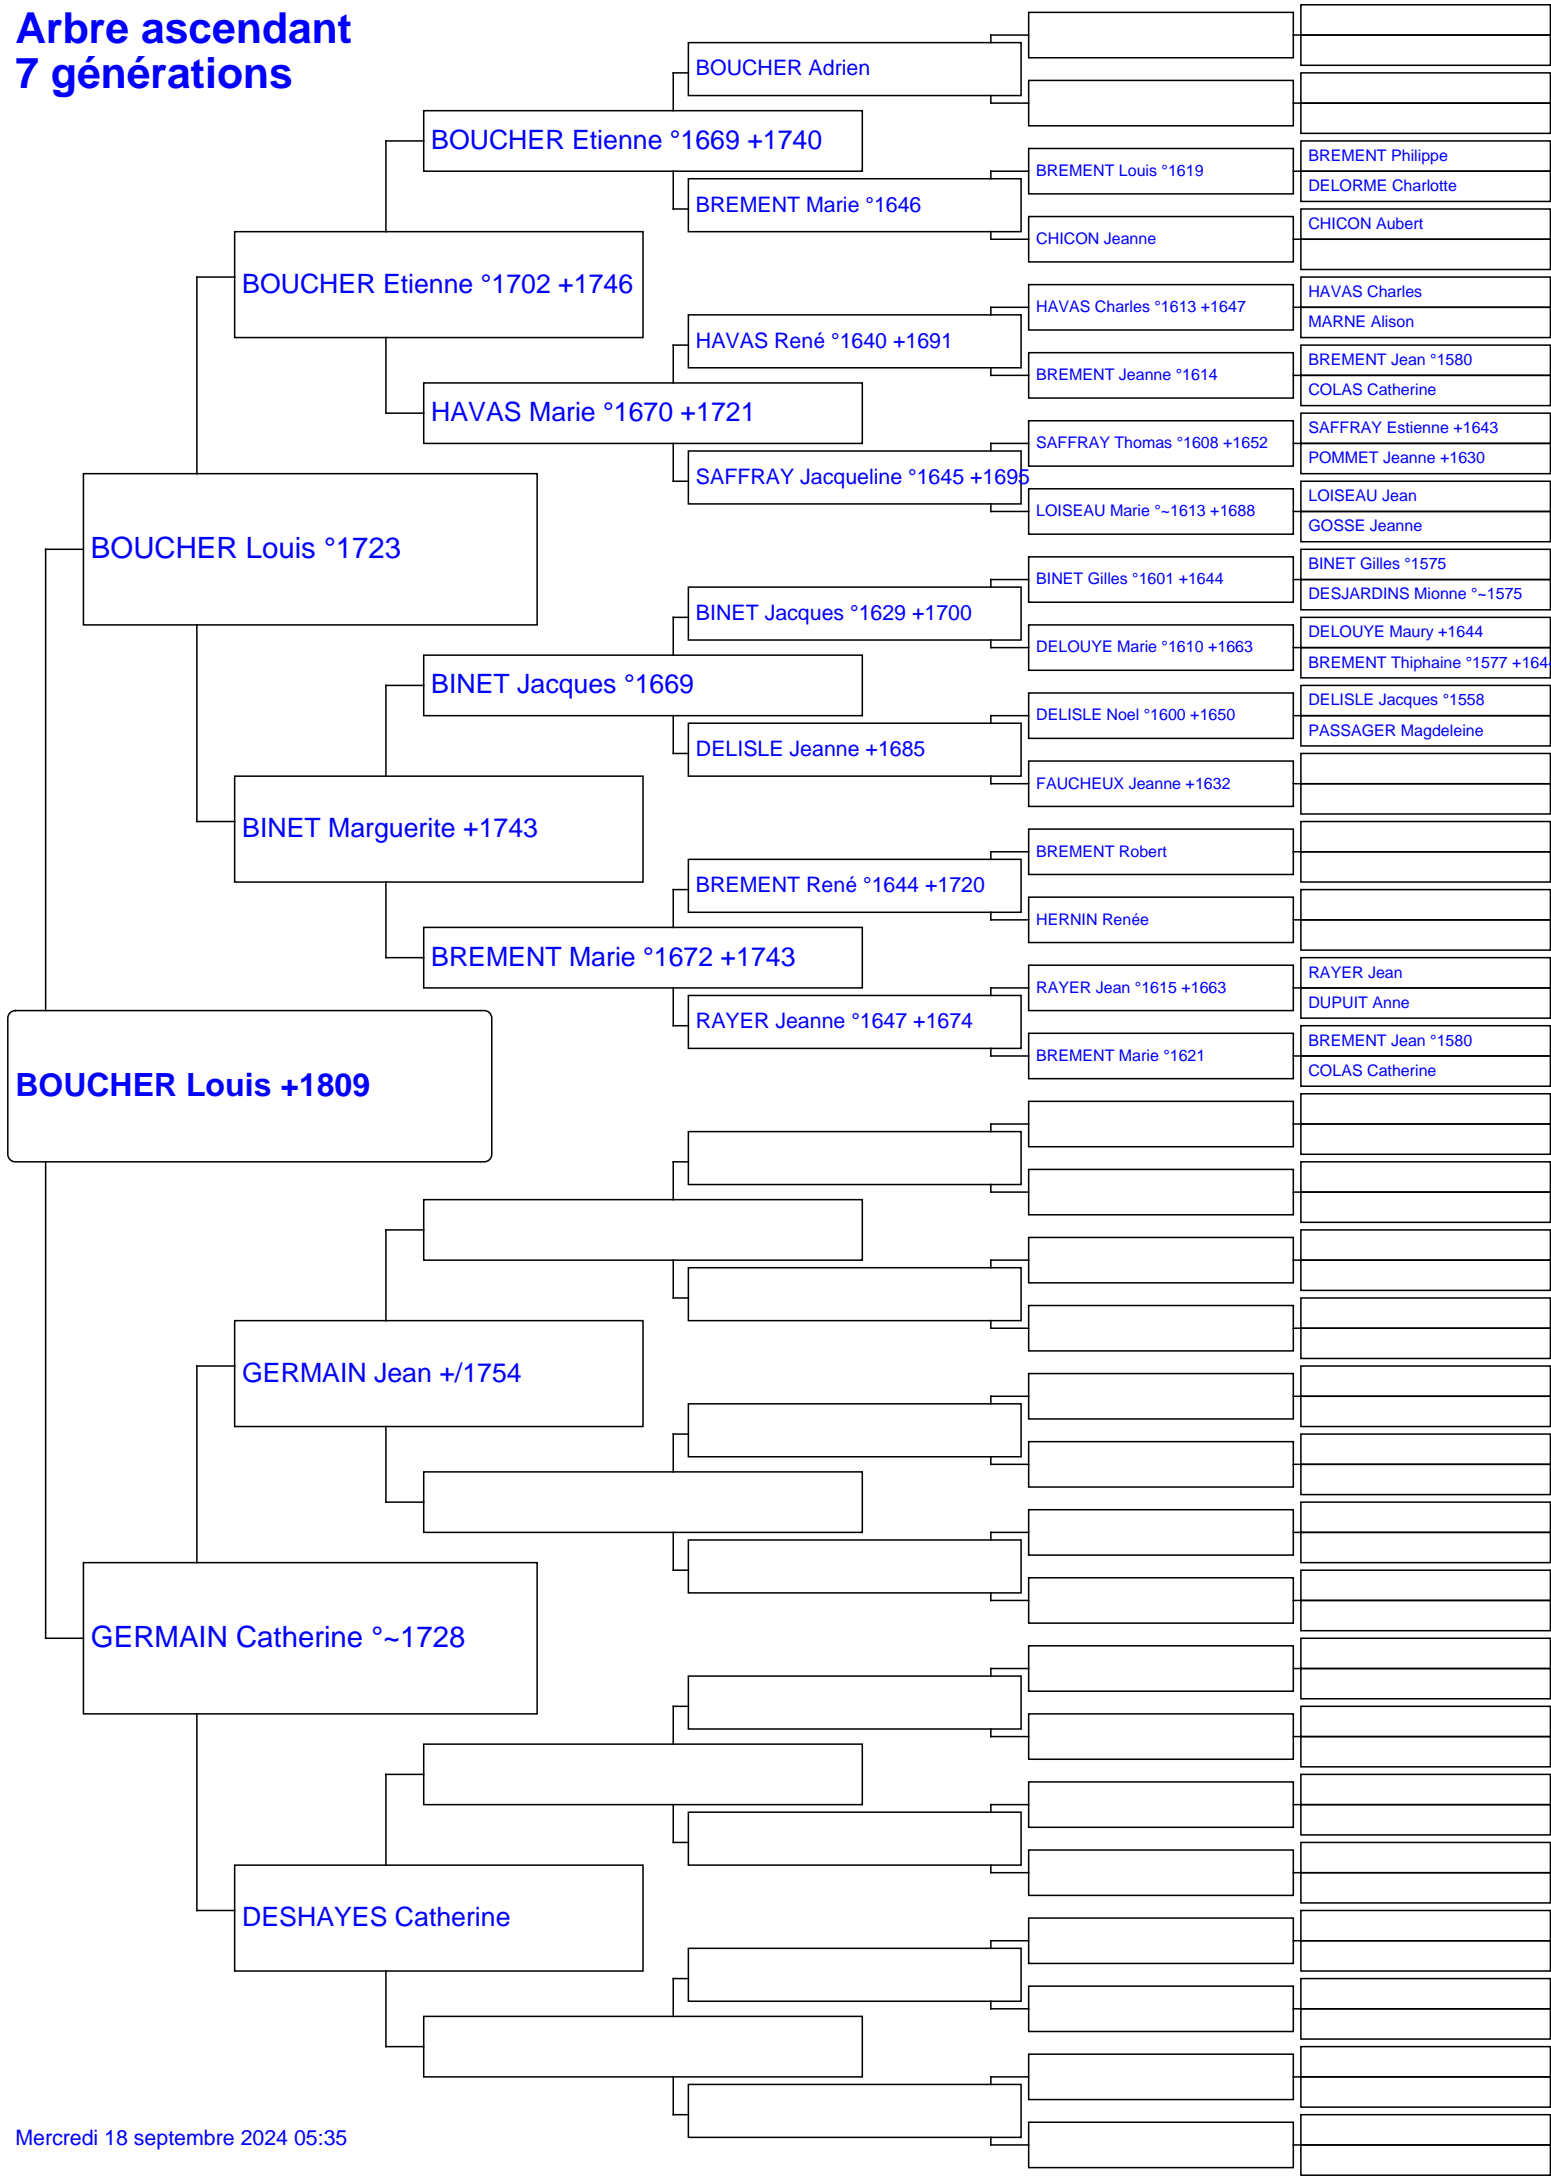 Arbre ascendant
7 générations
BOUCHER Adrien
BOUCHER Etienne °1669 +1740
BREMENT Philippe
BREMENT Louis °1619
DELORME Charlotte
BREMENT Marie °1646
CHICON Aubert
CHICON Jeanne
BOUCHER Etienne °1702 +1746
HAVAS Charles
HAVAS Charles °1613 +1647
MARNE Alison
HAVAS René °1640 +1691
BREMENT Jean °1580
BREMENT Jeanne °1614
COLAS Catherine
HAVAS Marie °1670 +1721
SAFFRAY Estienne +1643
SAFFRAY Thomas °1608 +1652
POMMET Jeanne +1630
SAFFRAY Jacqueline °1645 +1695
LOISEAU Jean
LOISEAU Marie °~1613 +1688
GOSSE Jeanne
BOUCHER Louis °1723
BINET Gilles °1575
BINET Gilles °1601 +1644
DESJARDINS Mionne °~1575
BINET Jacques °1629 +1700
DELOUYE Maury +1644
DELOUYE Marie °1610 +1663
BREMENT Thiphaine °1577
BINET Jacques °1669
DELISLE Jacques °1558
DELISLE Noel °1600 +1650
PASSAGER Magdeleine
DELISLE Jeanne +1685
FAUCHEUX Jeanne +1632
BINET Marguerite +1743
BREMENT Robert
BREMENT René °1644 +1720
HERNIN Renée
BREMENT Marie °1672 +1743
RAYER Jean
RAYER Jean °1615 +1663
DUPUIT Anne
RAYER Jeanne °1647 +1674
BREMENT Jean °1580
BREMENT Marie °1621
COLAS Catherine
BOUCHER Louis +1809
GERMAIN Jean +/1754
GERMAIN Catherine °~1728
DESHAYES Catherine
Mercredi 18 septembre 2024 05:35